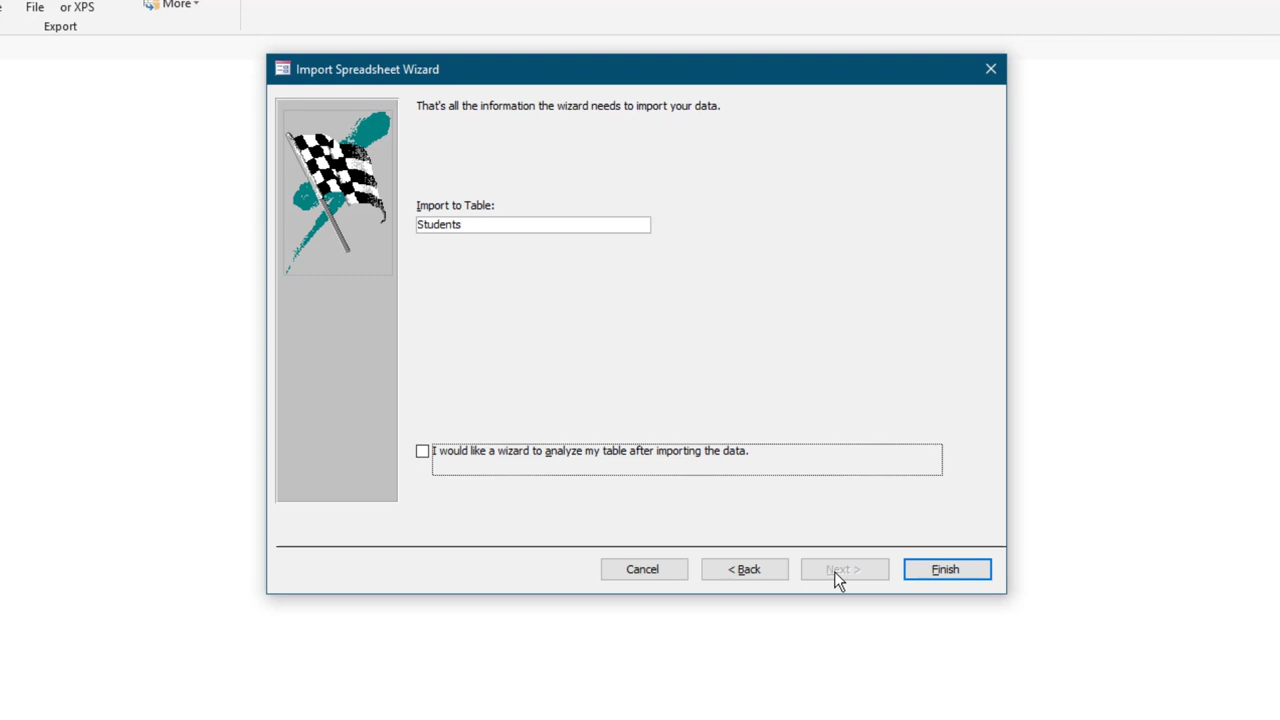 File
or XPS
More
Export
Import Spreadsheet Wizard
That's all the information the wizard needs to import your data.
Import to Table:
Students
I would like a wizard to analyze my table after importing the data.
Cancel
< Back
Next >
Finish